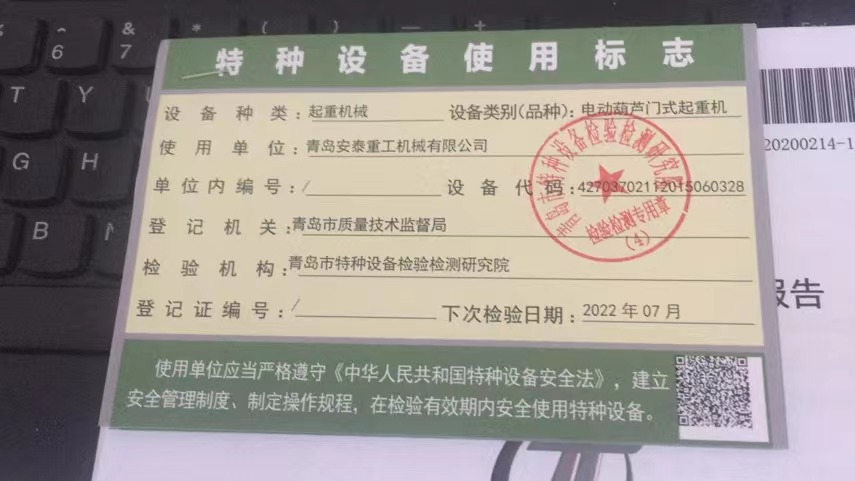 特种设备使用标志
设备种类：起重机械 设备类别(品种)：电动葫芦门式起重机
使用单位：青岛安泰重工机械有限公司
单位内编号：/ 设备代码：42703702112015060328
登记机关：青岛市质量技术监督局
检验机构：青岛市特种设备检验检测研究院
登记证编号：/ 下次检验日期：2022年07月
使用单位应当严格遵守《中华人民共和国特种设备安全法》，建立
安全管理制度、制定操作规程，在检验有效期内安全使用特种设备。
青岛市特种设备检验检测研究院
检验检测专用章
(4)
20200214-1
报告
^
6
&
7
*
(
T
Y
U
G
H
B
N